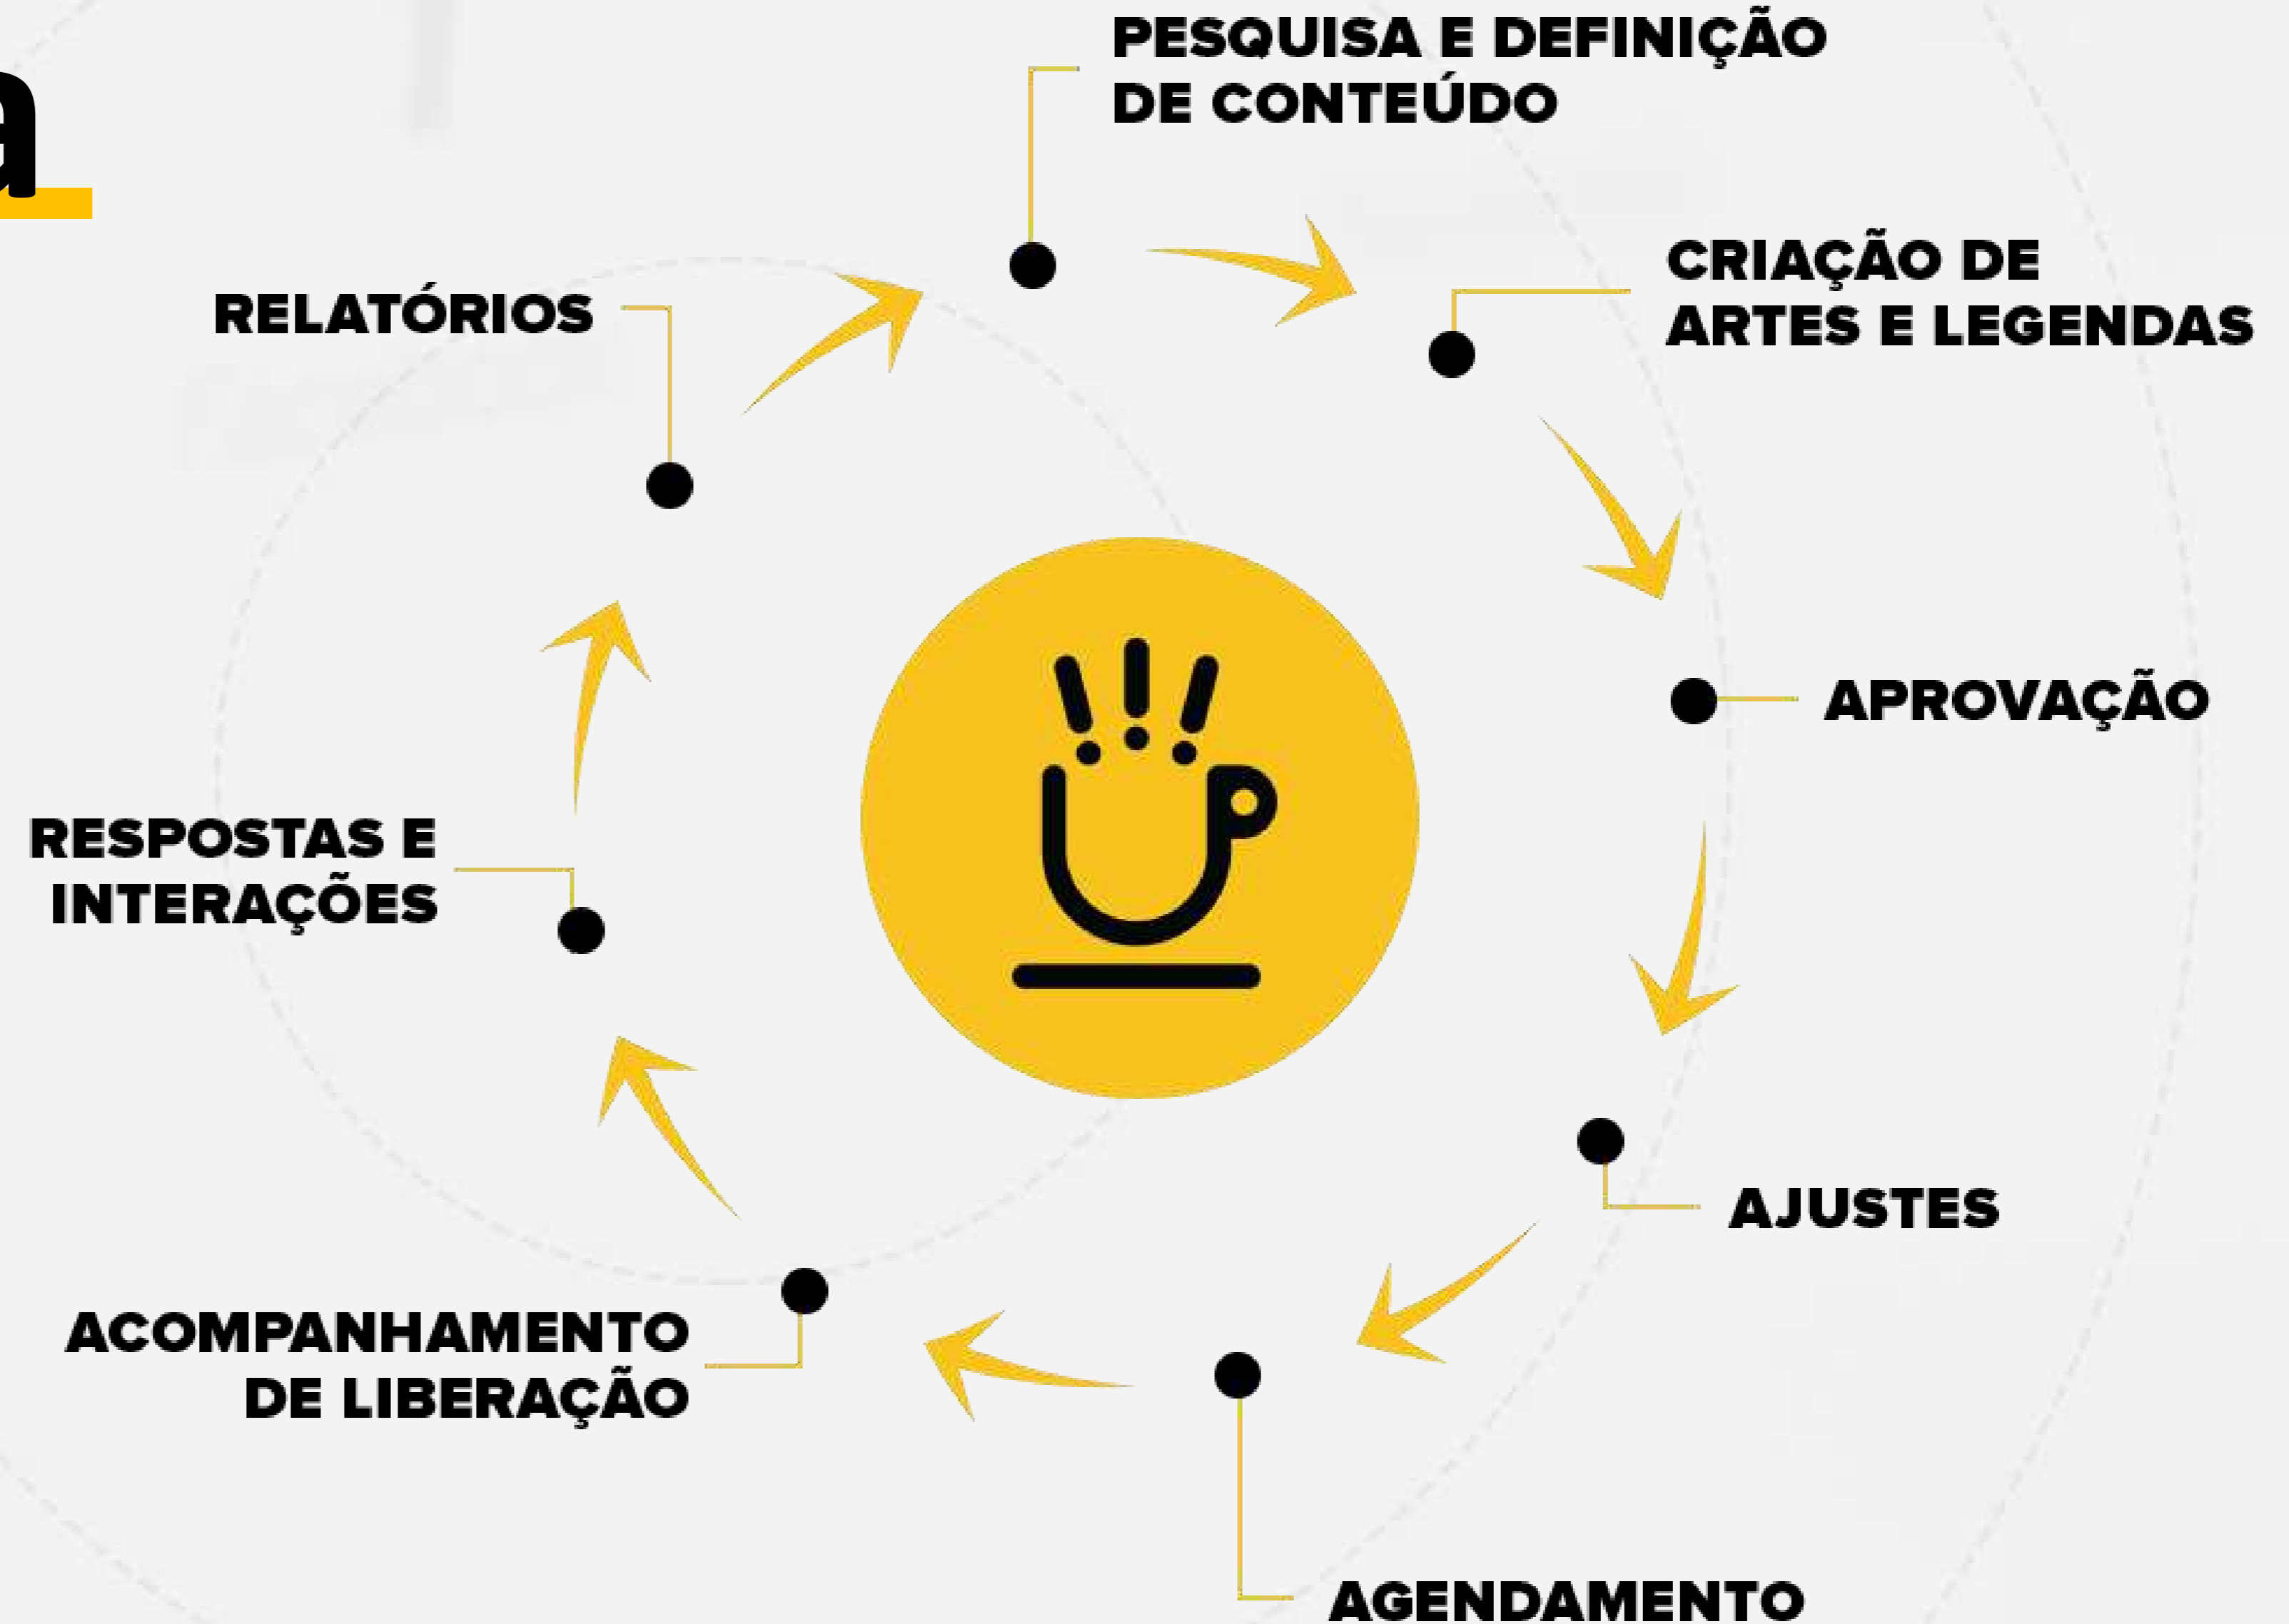 a
PESQUISA E DEFINIÇÃO
DE CONTEÚDO
CRIAÇÃO DE
ARTES E LEGENDAS
APROVAÇÃO
AJUSTES
AGENDAMENTO
ACOMPANHAMENTO
DE LIBERAÇÃO
RESPOSTAS E
INTERAÇÕES
RELATÓRIOS